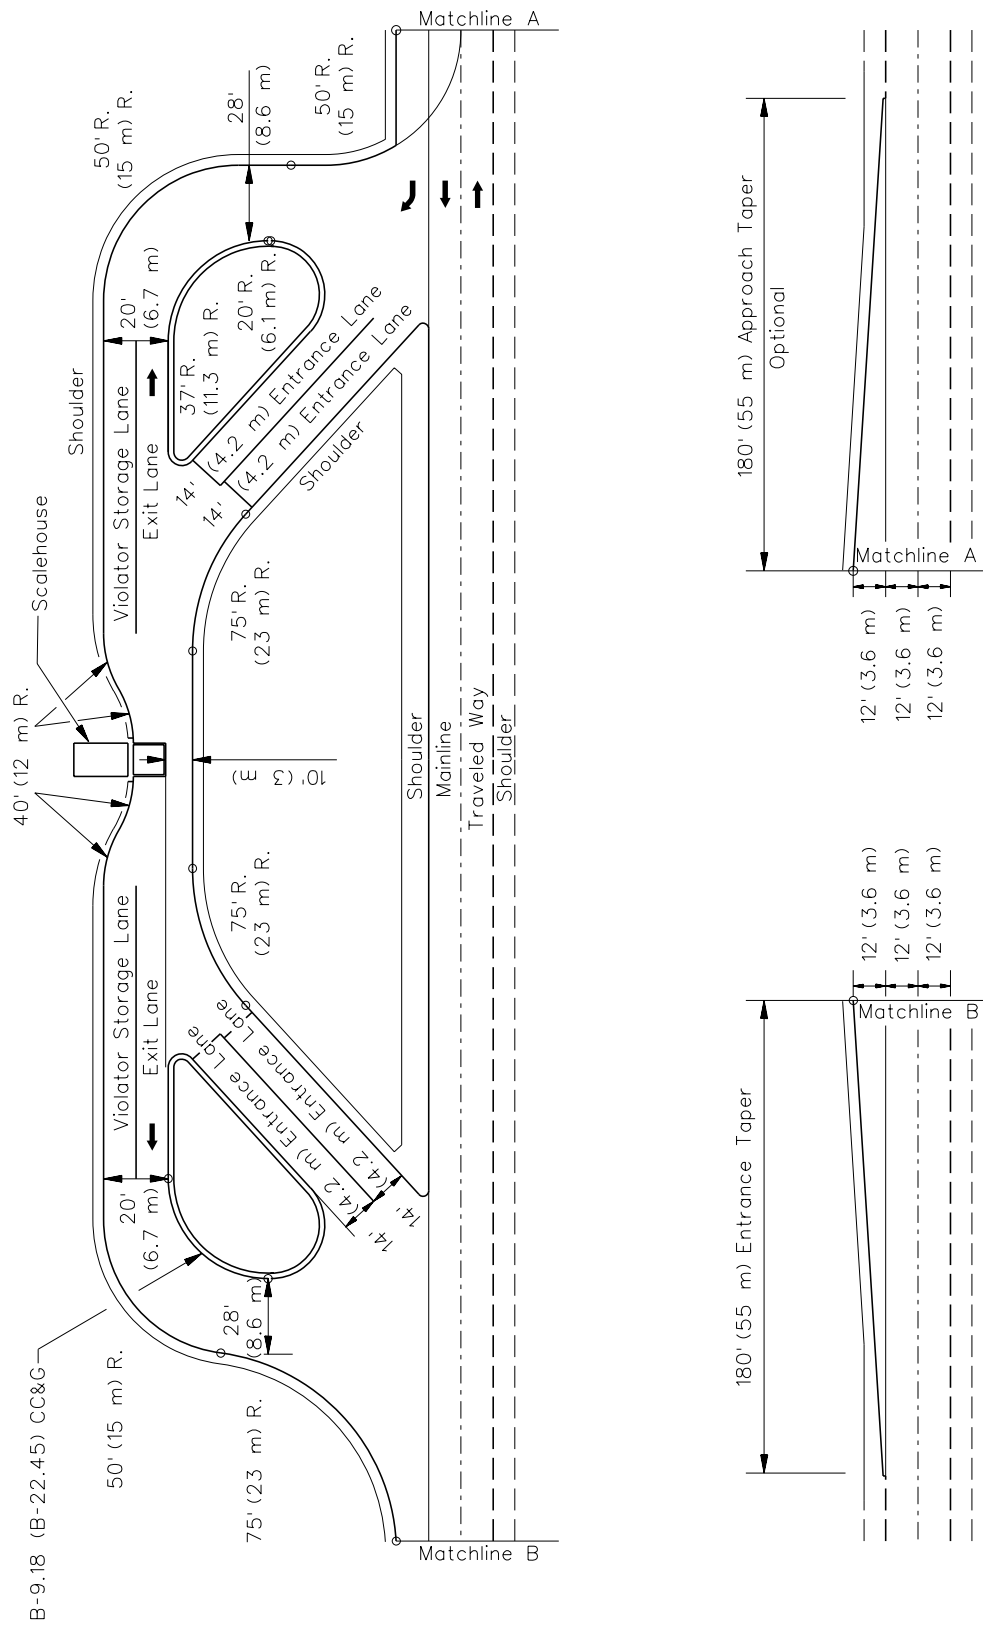 Matchline A
50' R.
(15 m) R.
28'
(8.6 m)
50' R.
(15 m) R.
Shoulder
20'
(6.7 m)
37' R.
(11.3 m) R.
20' R.
(6.1 m) R.
14'
(4.2 m) Entrance Lane
14'
(4.2 m) Entrance Lane
Shoulder
Violator Storage Lane
Exit Lane
Scalehouse
40' (12 m) R.
75' R.
(23 m) R.
10' (3 m)
Shoulder
Mainline
Traveled Way
Shoulder
75' R.
(23 m) R.
Violator Storage Lane
Exit Lane
(4.2 m) Entrance Lane
14'
(4.2 m) Entrance Lane
14'
20'
(6.7 m)
28'
(8.6 m)
B-9.18 (B-22.45) CC&G
50' (15 m) R.
75' (23 m) R.
Matchline B
180' (55 m) Approach Taper
Optional
Matchline A
12' (3.6 m)
12' (3.6 m)
12' (3.6 m)
12' (3.6 m)
12' (3.6 m)
12' (3.6 m)
Matchline B
180' (55 m) Entrance Taper